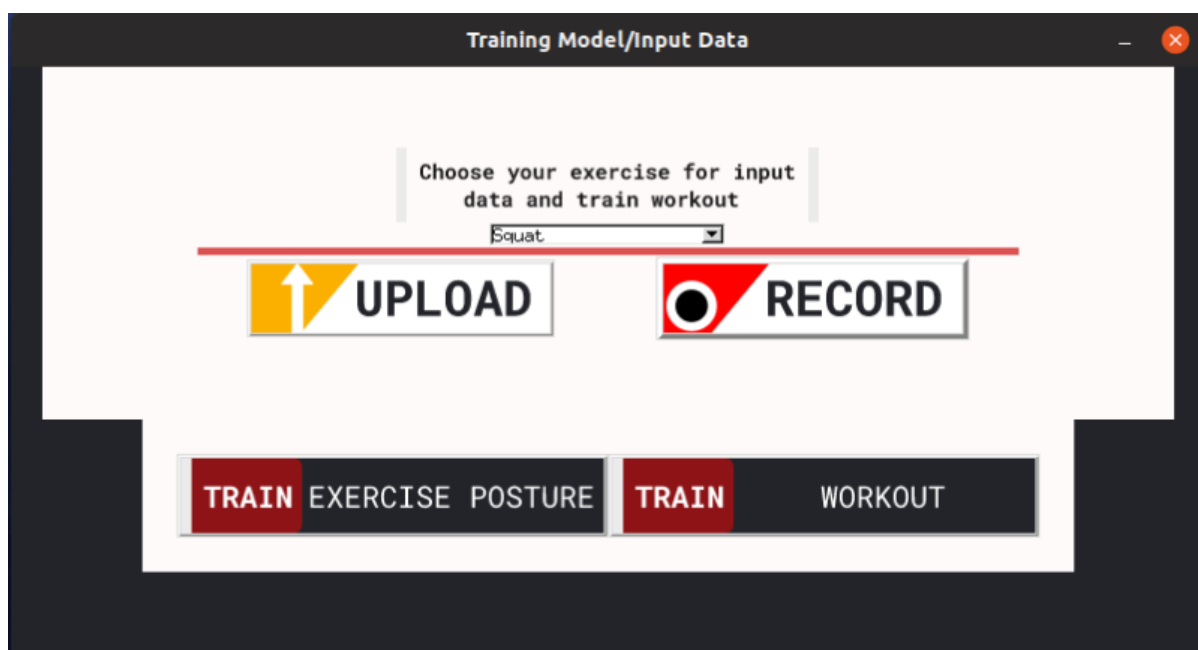 Training Model/Input Data
Choose your exercise for input
data and train workout
Squat
UPLOAD
RECORD
TRAIN EXERCISE POSTURE
TRAIN WORKOUT